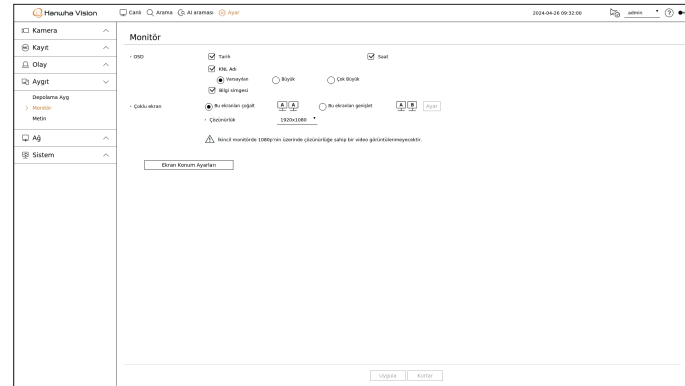 Hanwha Vision Canlı Arama AI araması Ayar 2024-04-26 09:32:00 admin ?
Kamera
Kayıt
Olay
Aygıt
Depolama Ayg
Monitör
Metin
Ağ
Sistem
Monitör
OSD Tarih Saat
KNL Adı
Varsayılan Büyük Çok Büyük
Bilgi simgesi
Çoklu ekran Bu ekranları çoğalt A A Bu ekranları genişlet A B Ayar
Çözünürlük 1920x1080
İkincil monitörde 1080p'nin üzerinde çözünürlüğe sahip bir video görüntülenmeyecektir.
Ekran Konum Ayarları
Uygula Kurtar